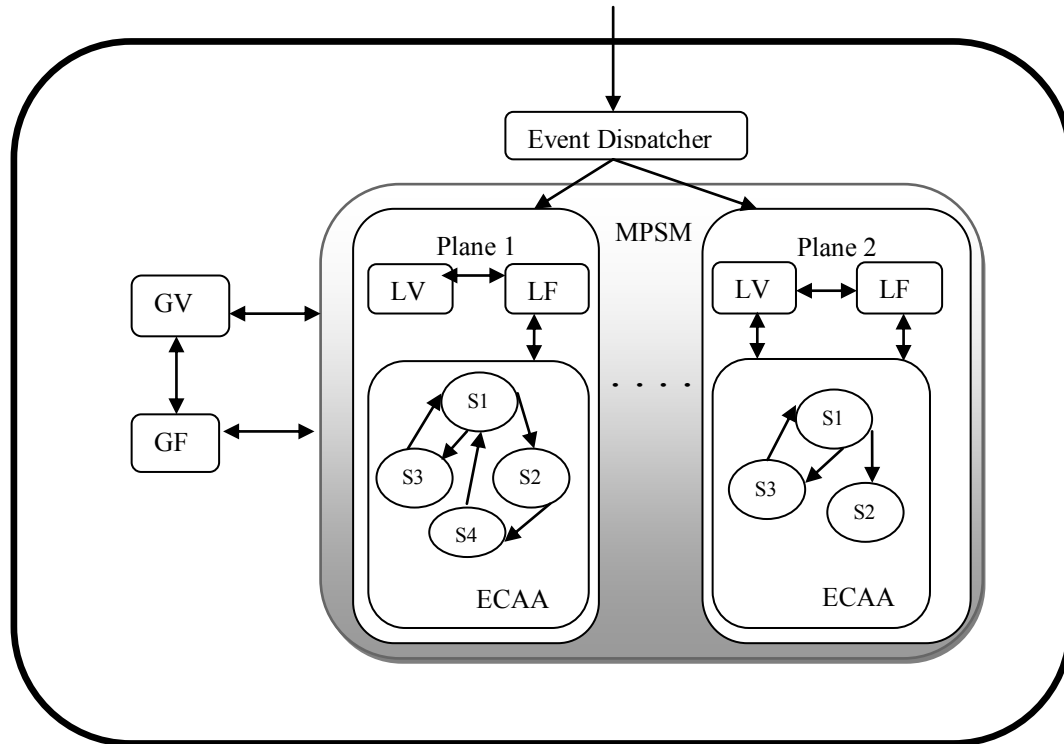 Event Dispatcher
MPSM
Plane 1
LV
LF
S1
S3
S2
S4
ECAA
. . . . .
Plane 2
LV
LF
S1
S3
S2
ECAA
GV
GF